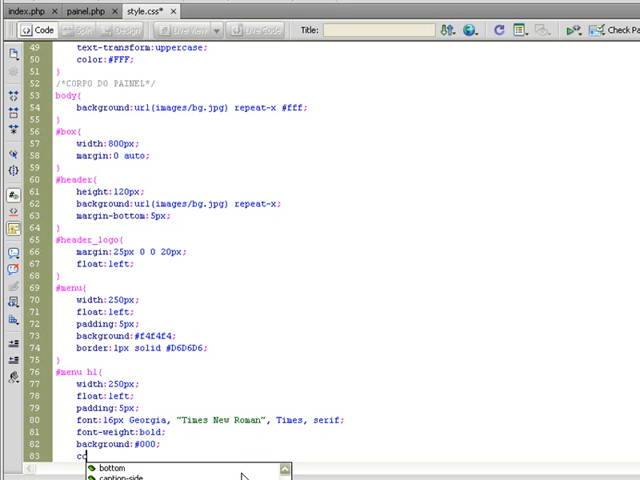 index.php × painel.php × style.css* ×
Code Split Design Live View Live Code Title: Check Pa
49 text-transform:uppercase;
50 color:#FFF;
51 }
52 /*CORPO DO PAINEL*/
53 body{
54 background:url(images/bg.jpg) repeat-x #fff;
55 }
56 #box{
57 width:800px;
58 margin:0 auto;
59 }
60 #header{
61 height:120px;
62 background:url(images/bg.jpg) repeat-x;
63 margin-bottom:5px;
64 }
65 #header_logo{
66 margin:25px 0 0 20px;
67 float:left;
68 }
69 #menu{
70 width:250px;
71 float:left;
72 padding:5px;
73 background:#f4f4f4;
74 border:1px solid #D6D6D6;
75 }
76 #menu h1{
77 width:250px;
78 float:left;
79 padding:5px;
80 font:16px Georgia, "Times New Roman", Times, serif;
81 font-weight:bold;
82 background:#000;
83 co
bottom
caption-side